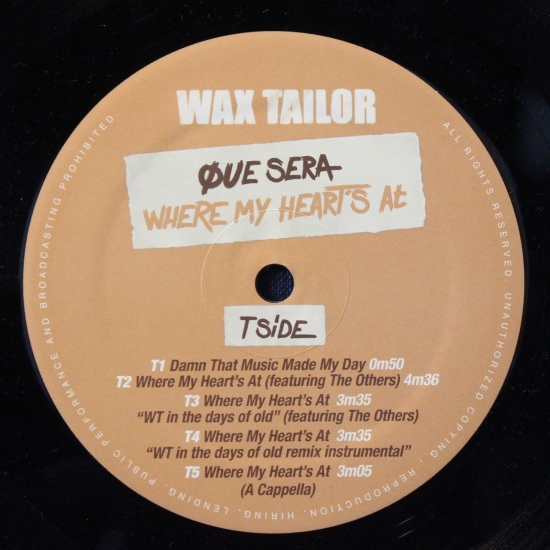 WAX TAILOR
QUE SERA
WHERE MY HEART'S At
TSiDE
T1 Damn That Music Made My Day 0m50
T2 Where My Heart's At (featuring The Others) 4m36
T3 Where My Heart's At 3m35
“WT in the days of old” (featuring The Others)
T4 Where My Heart's At 3m35
“WT in the days of old remix instrumental”
T5 Where My Heart's At 3m05
(A Cappella)
ALL RIGHTS RESERVED. UNAUTHORIZED COPYING, REPRODUCTION, HIRING, LENDING, PUBLIC PERFORMANCE AND BROADCASTING PROHIBITED.